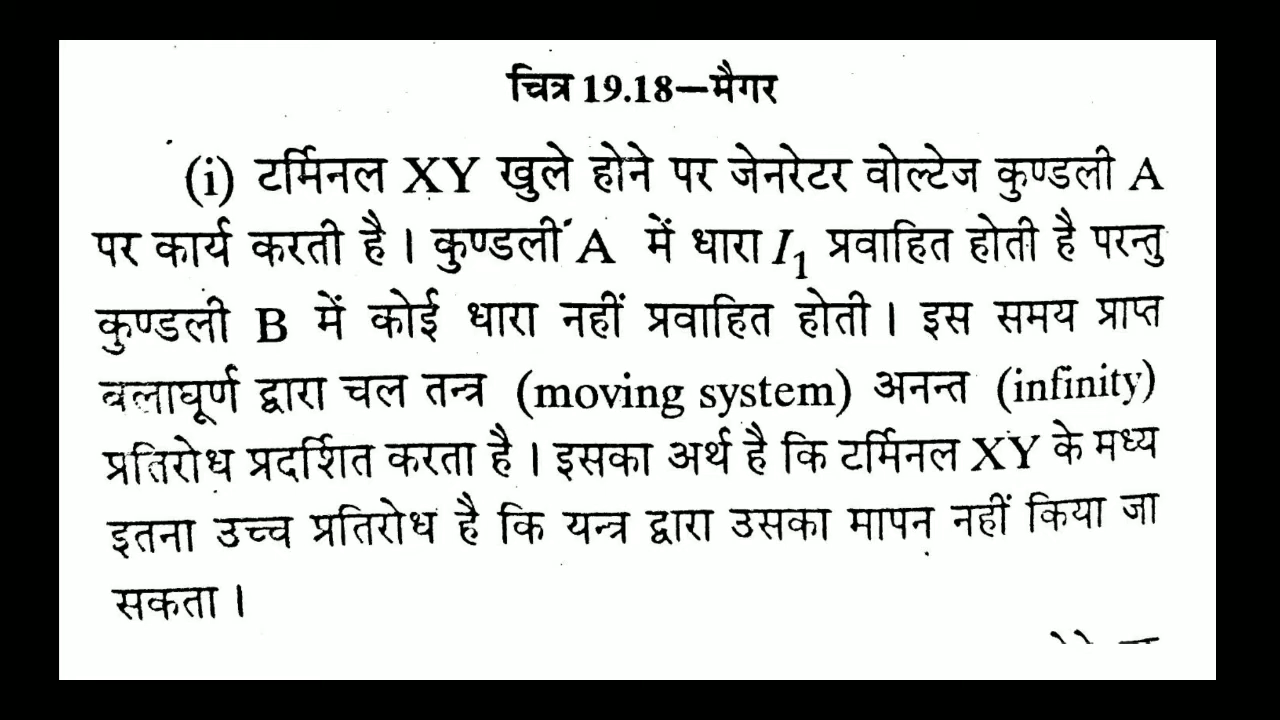 चित्र 19.18—मैगर
(i) टर्मिनल XY खुले होने पर जेनरेटर वोल्टेज कुण्डली A
पर कार्य करती है । कुण्डली A में धारा I₁ प्रवाहित होती है परन्तु
कुण्डली B में कोई धारा नहीं प्रवाहित होती । इस समय प्राप्त
बलाघूर्ण द्वारा चल तन्त्र (moving system) अनन्त (infinity)
प्रतिरोध प्रदर्शित करता है । इसका अर्थ है कि टर्मिनल XY के मध्य
इतना उच्च प्रतिरोध है कि यन्त्र द्वारा उसका मापन नहीं किया जा
सकता ।